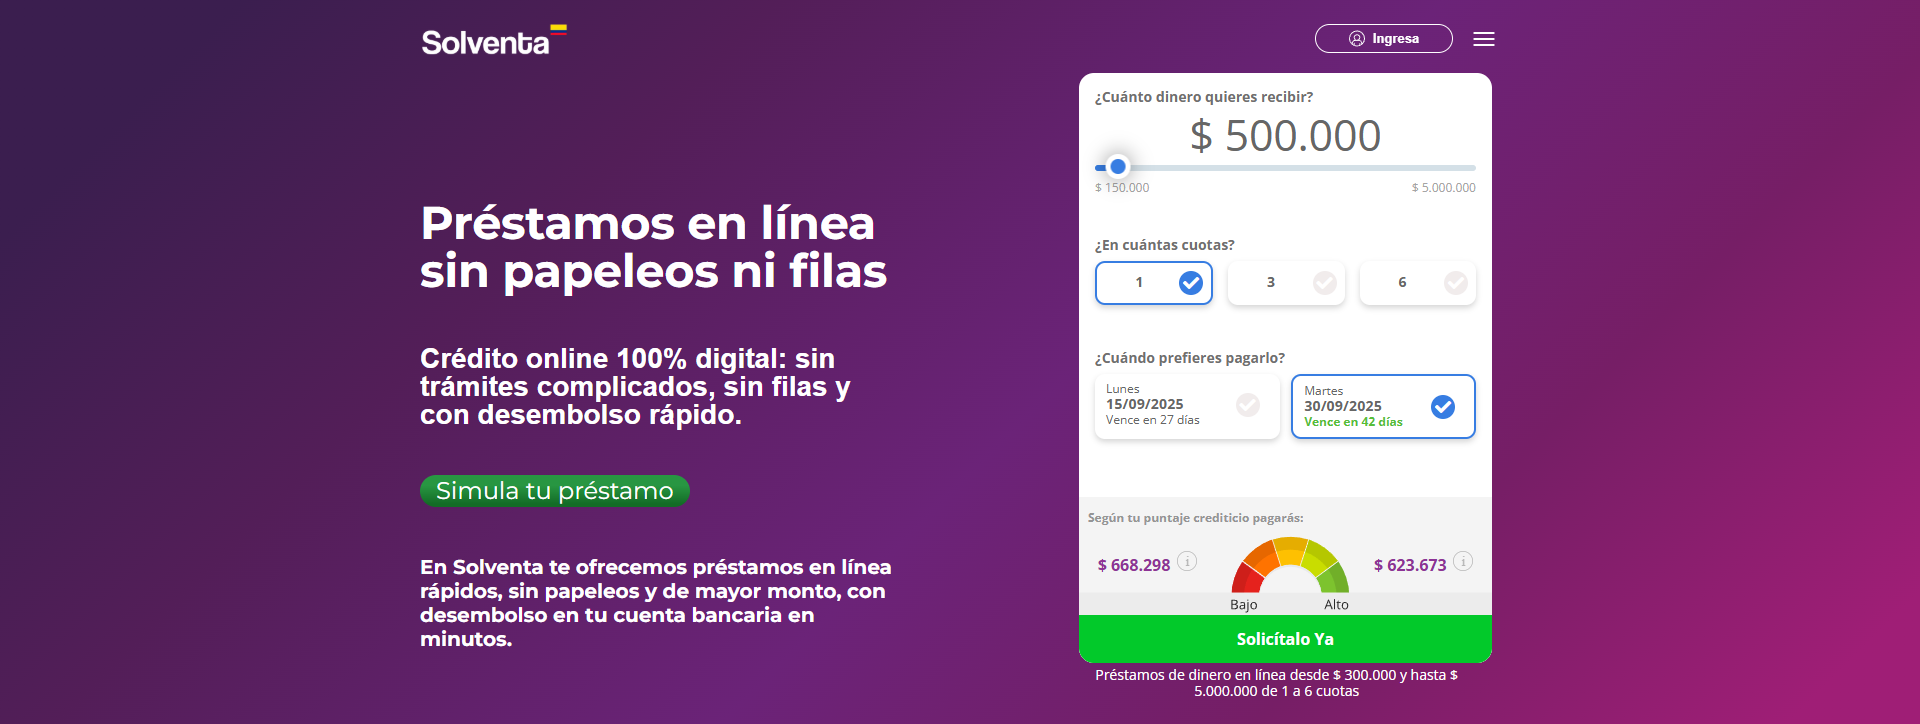 Solventa
Ingresa
Préstamos en línea
sin papeleos ni filas
Crédito online 100% digital: sin
trámites complicados, sin filas y
con desembolso rápido.
Simula tu préstamo
En Solventa te ofrecemos préstamos en línea
rápidos, sin papeleos y de mayor monto, con
desembolso en tu cuenta bancaria en
minutos.
¿Cuánto dinero quieres recibir?
$ 500.000
$ 150.000 $ 5.000.000
¿En cuántas cuotas?
1 3 6
¿Cuándo prefieres pagarlo?
Lunes
15/09/2025
Vence en 27 días
Martes
30/09/2025
Vence en 42 días
Según tu puntaje crediticio pagarás:
$ 668.298 i $ 623.673 i
Bajo Alto
Solicítalo Ya
Préstamos de dinero en línea desde $ 300.000 y hasta $
5.000.000 de 1 a 6 cuotas